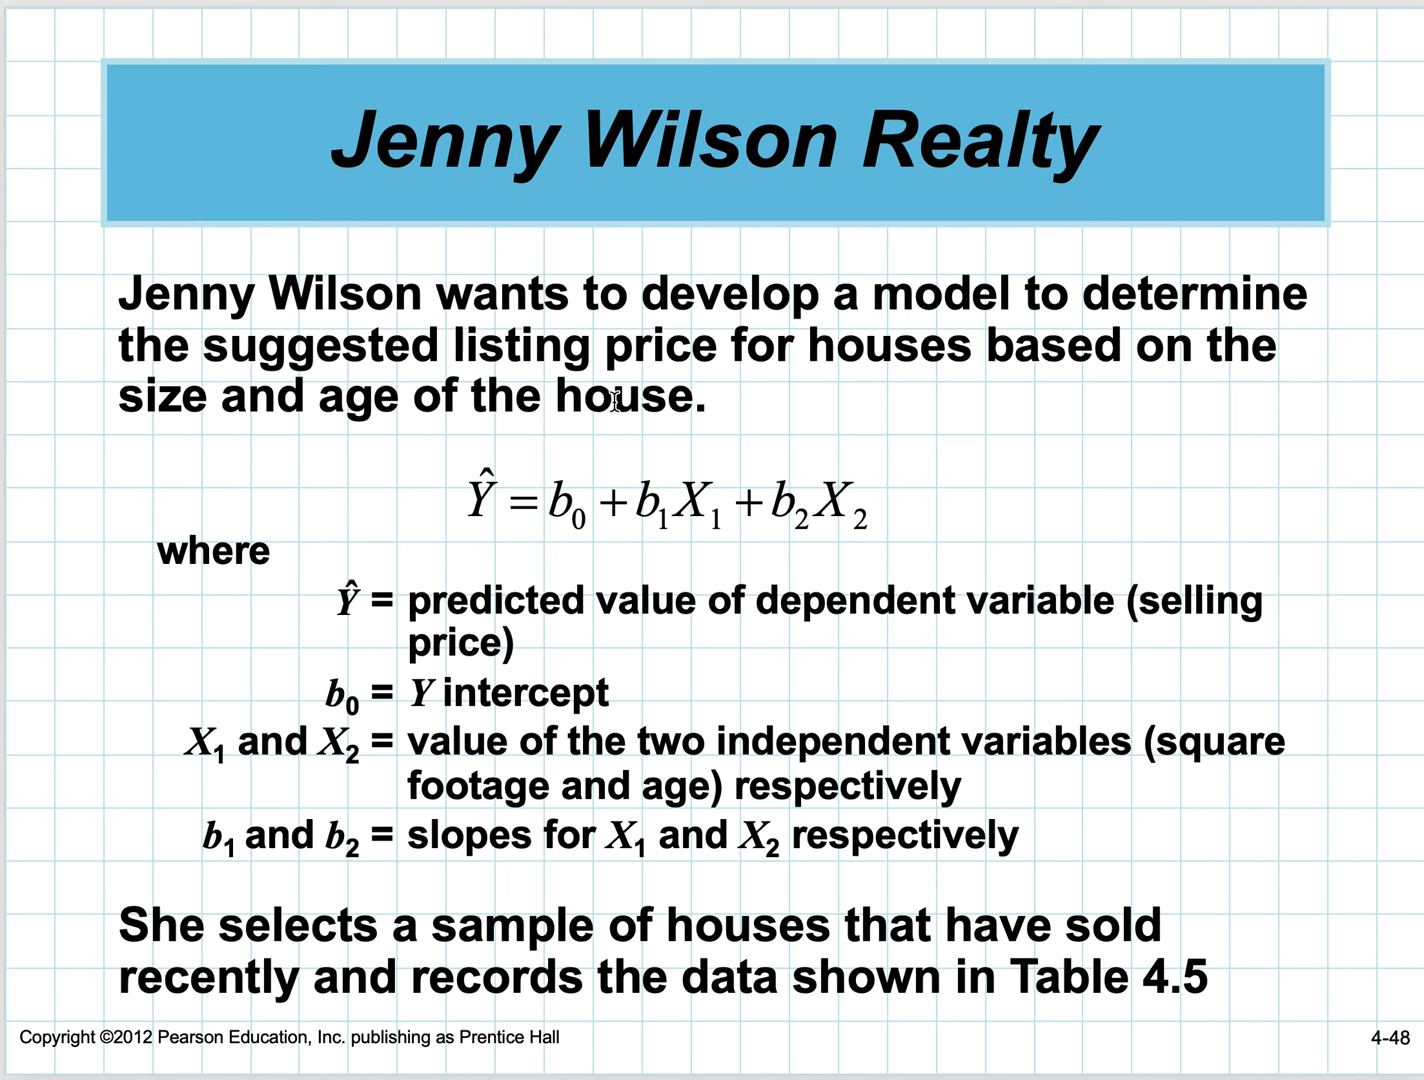 Jenny Wilson Realty
Jenny Wilson wants to develop a model to determine
the suggested listing price for houses based on the
size and age of the house.
Ŷ = b₀ + b₁X₁ + b₂X₂
where
Ŷ = predicted value of dependent variable (selling
price)
b₀ = Y intercept
X₁ and X₂ = value of the two independent variables (square
footage and age) respectively
b₁ and b₂ = slopes for X₁ and X₂ respectively
She selects a sample of houses that have sold
recently and records the data shown in Table 4.5
Copyright ©2012 Pearson Education, Inc. publishing as Prentice Hall
4-48